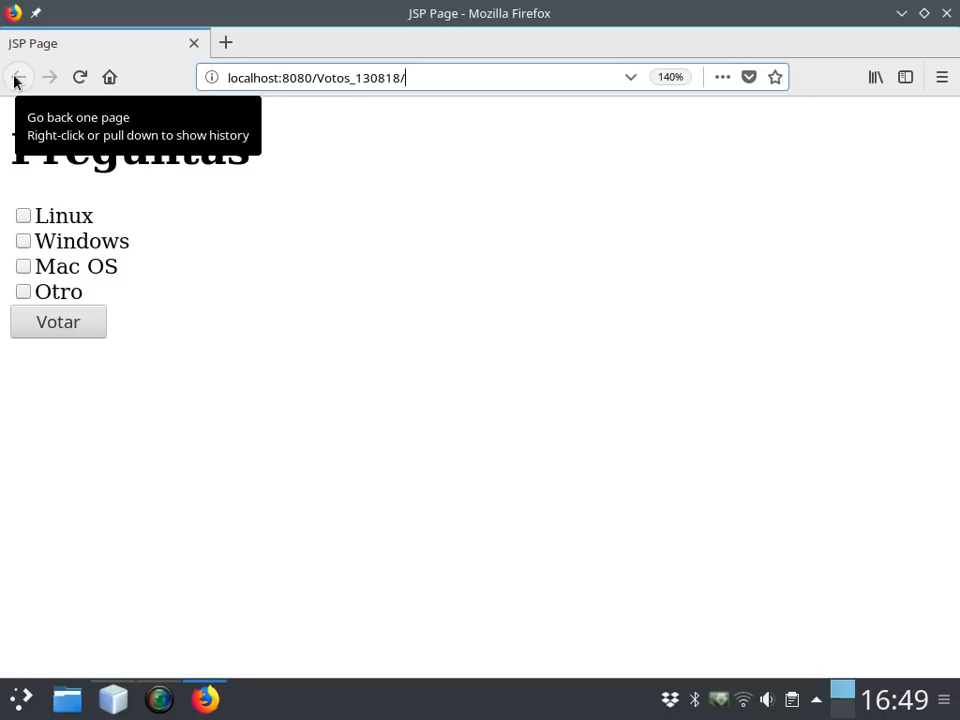 JSP Page - Mozilla Firefox
JSP Page
localhost:8080/Votos_130818/
140%
Go back one page
Right-click or pull down to show history
Preguntas
Linux
Windows
Mac OS
Otro
Votar
16:49